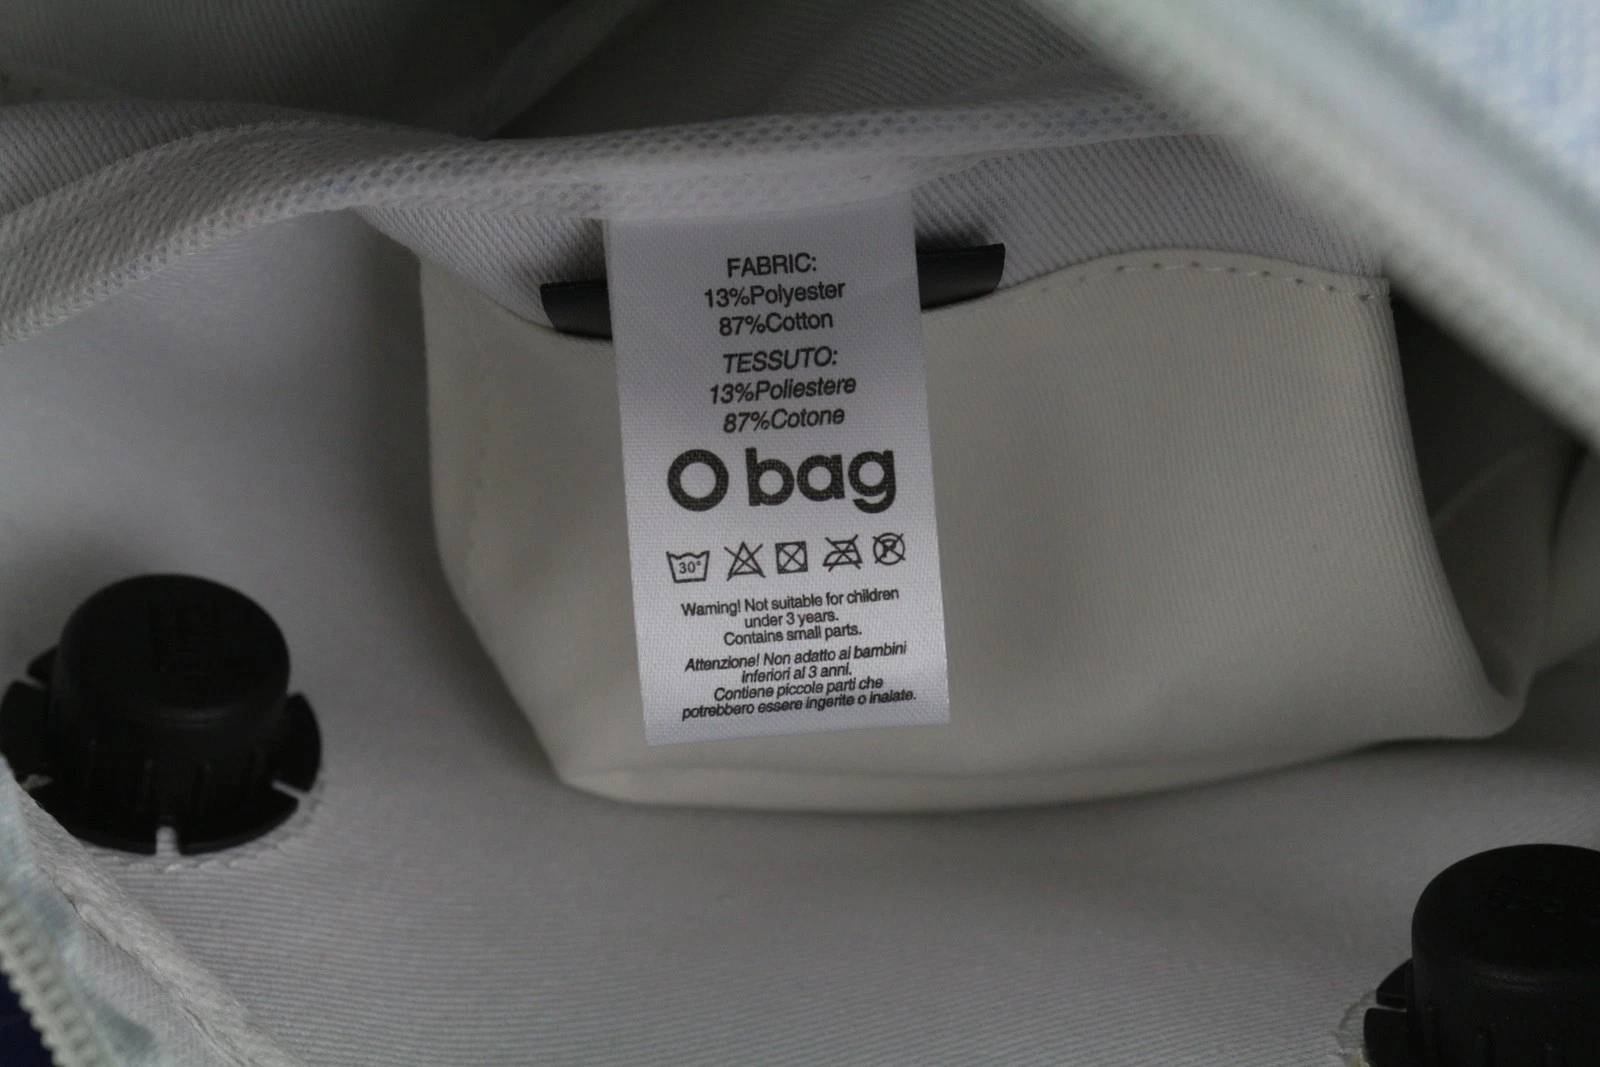 FABRIC:
13%Polyester
87%Cotton
TESSUTO:
13%Poliestere
87%Cotone
O bag
30°
Warning! Not suitable for children
under 3 years.
Contains small parts.
Attenzione! Non adatto ai bambini
inferiori ai 3 anni.
Contiene piccole parti che
potrebbero essere ingerite o inalate.